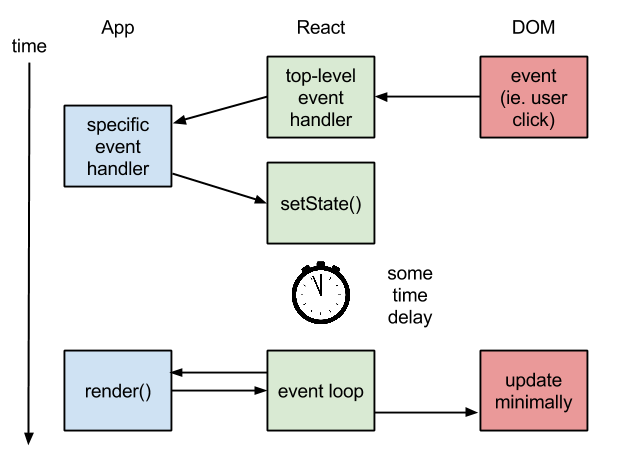 App
React
DOM
time
top-level
event
handler
event
(ie. user
click)
specific
event
handler
setState()
some
time
delay
render()
event loop
update
minimally